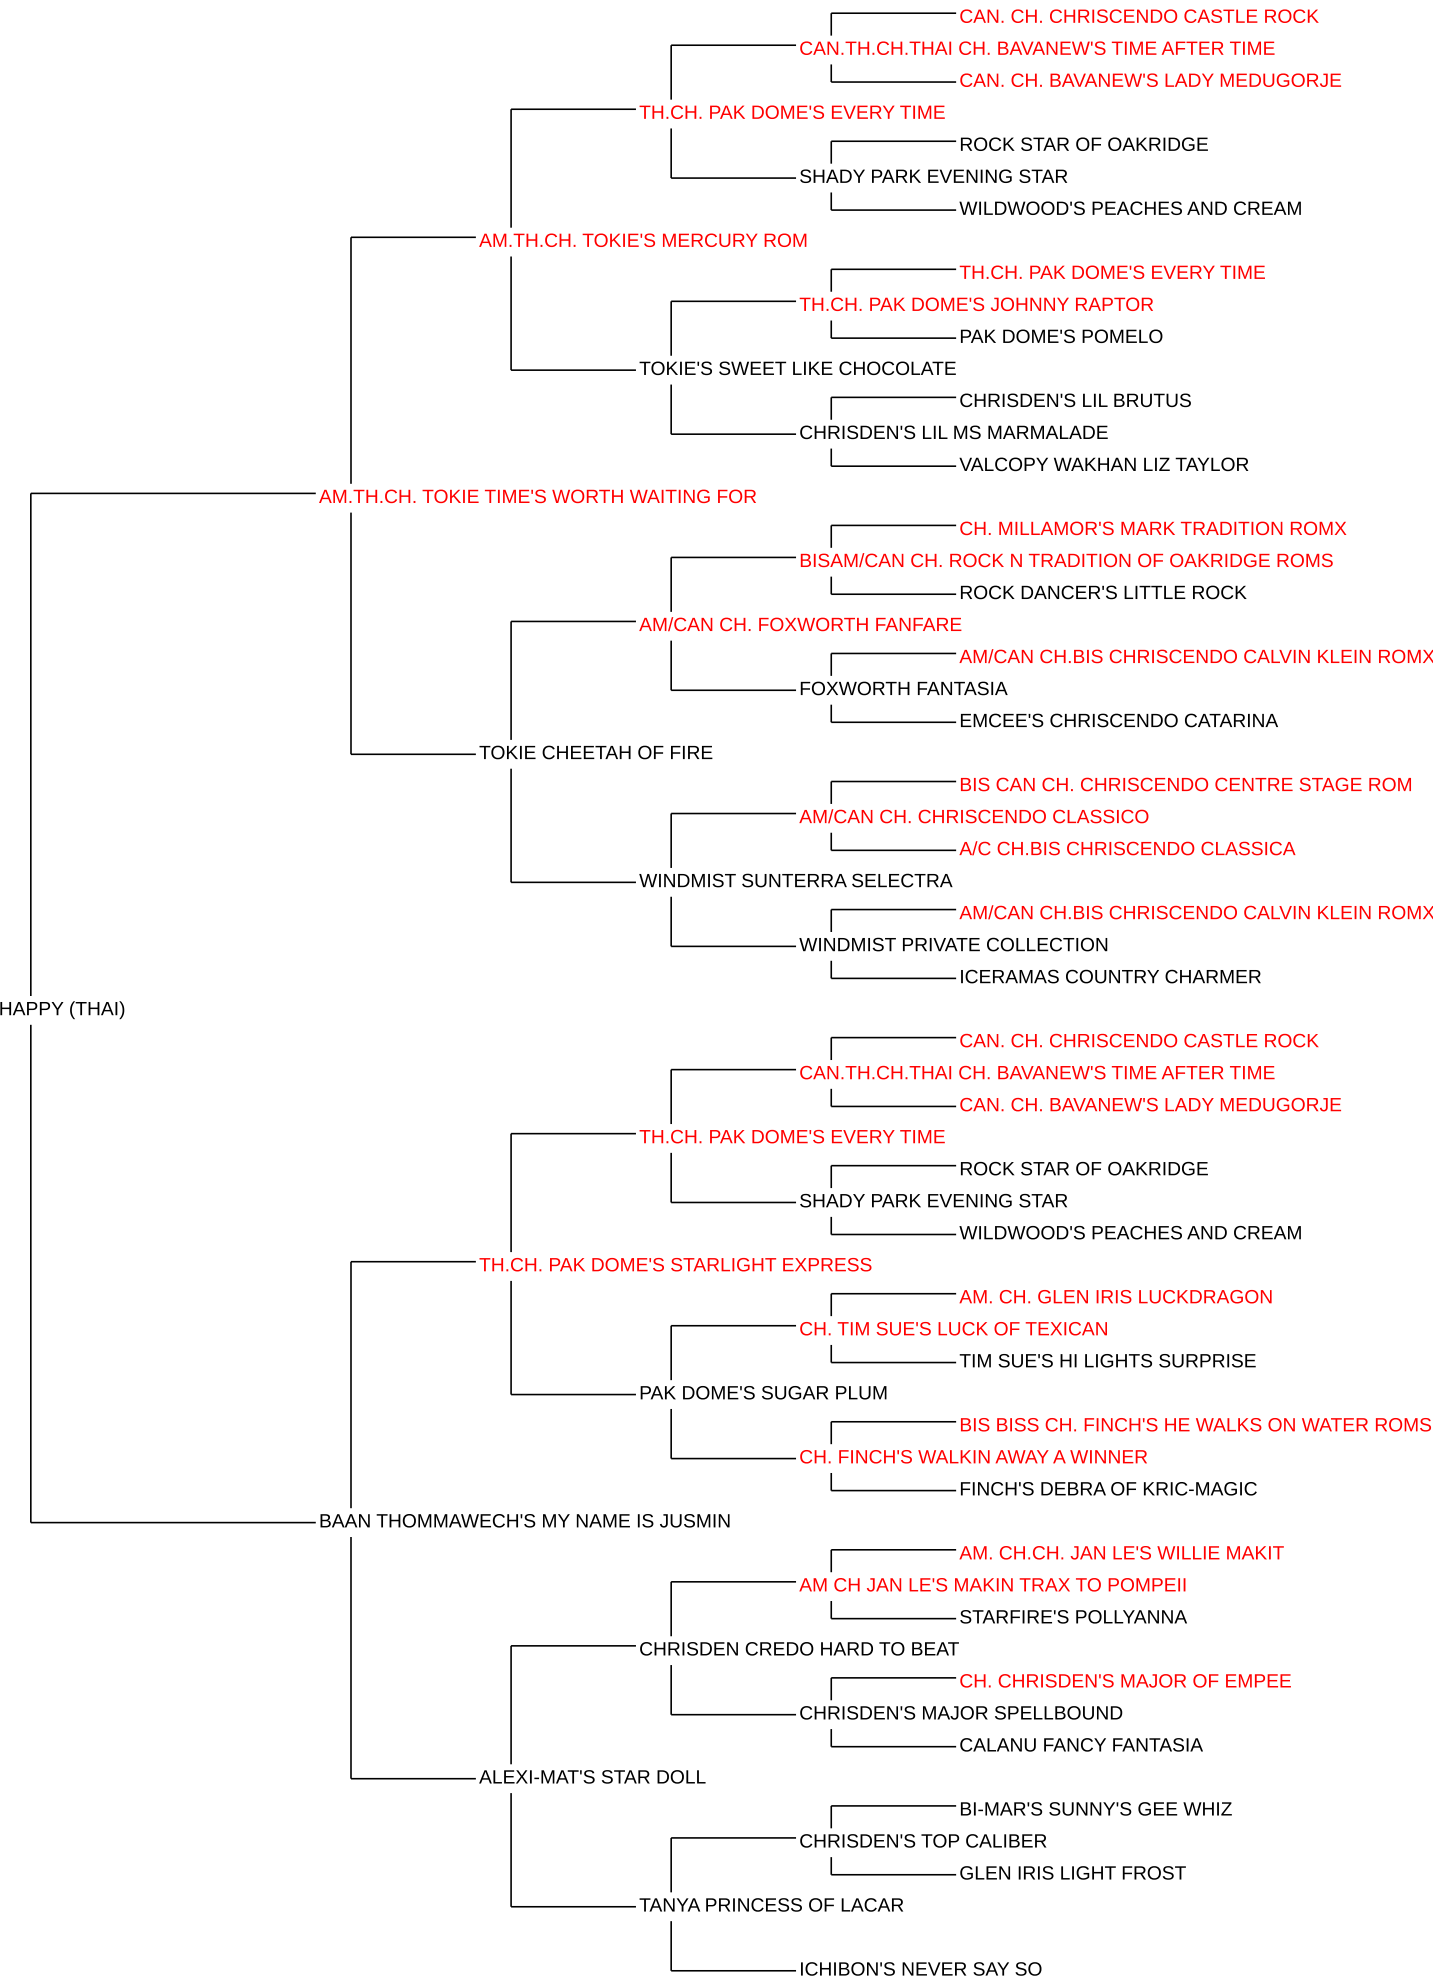 CAN. CH. CHRISCENDO CASTLE ROCK
CAN.TH.CH.THAI CH. BAVANEW'S TIME AFTER TIME
CAN. CH. BAVANEW'S LADY MEDUGORJE
TH.CH. PAK DOME'S EVERY TIME
ROCK STAR OF OAKRIDGE
SHADY PARK EVENING STAR
WILDWOOD'S PEACHES AND CREAM
AM.TH.CH. TOKIE'S MERCURY ROM
TH.CH. PAK DOME'S EVERY TIME
TH.CH. PAK DOME'S JOHNNY RAPTOR
PAK DOME'S POMELO
TOKIE'S SWEET LIKE CHOCOLATE
CHRISDEN'S LIL BRUTUS
CHRISDEN'S LIL MS MARMALADE
VALCOPY WAKHAN LIZ TAYLOR
AM.TH.CH. TOKIE TIME'S WORTH WAITING FOR
CH. MILLAMOR'S MARK TRADITION ROMX
BISAM/CAN CH. ROCK N TRADITION OF OAKRIDGE ROMS
ROCK DANCER'S LITTLE ROCK
AM/CAN CH. FOXWORTH FANFARE
AM/CAN CH.BIS CHRISCENDO CALVIN KLEIN ROMX
FOXWORTH FANTASIA
EMCEE'S CHRISCENDO CATARINA
TOKIE CHEETAH OF FIRE
BIS CAN CH. CHRISCENDO CENTRE STAGE ROM
AM/CAN CH. CHRISCENDO CLASSICO
A/C CH.BIS CHRISCENDO CLASSICA
WINDMIST SUNTERRA SELECTRA
AM/CAN CH.BIS CHRISCENDO CALVIN KLEIN ROMX
WINDMIST PRIVATE COLLECTION
ICERAMAS COUNTRY CHARMER
HAPPY (THAI)
CAN. CH. CHRISCENDO CASTLE ROCK
CAN.TH.CH.THAI CH. BAVANEW'S TIME AFTER TIME
CAN. CH. BAVANEW'S LADY MEDUGORJE
TH.CH. PAK DOME'S EVERY TIME
ROCK STAR OF OAKRIDGE
SHADY PARK EVENING STAR
WILDWOOD'S PEACHES AND CREAM
TH.CH. PAK DOME'S STARLIGHT EXPRESS
AM. CH. GLEN IRIS LUCKDRAGON
CH. TIM SUE'S LUCK OF TEXICAN
TIM SUE'S HI LIGHTS SURPRISE
PAK DOME'S SUGAR PLUM
BIS BISS CH. FINCH'S HE WALKS ON WATER ROMS
CH. FINCH'S WALKIN AWAY A WINNER
FINCH'S DEBRA OF KRIC-MAGIC
BAAN THOMMAWECH'S MY NAME IS JUSMIN
AM. CH.CH. JAN LE'S WILLIE MAKIT
AM CH JAN LE'S MAKIN TRAX TO POMPEII
STARFIRE'S POLLYANNA
CHRISDEN CREDO HARD TO BEAT
CH. CHRISDEN'S MAJOR OF EMPEE
CHRISDEN'S MAJOR SPELLBOUND
CALANU FANCY FANTASIA
ALEXI-MAT'S STAR DOLL
BI-MAR'S SUNNY'S GEE WHIZ
CHRISDEN'S TOP CALIBER
GLEN IRIS LIGHT FROST
TANYA PRINCESS OF LACAR
ICHIBON'S NEVER SAY SO